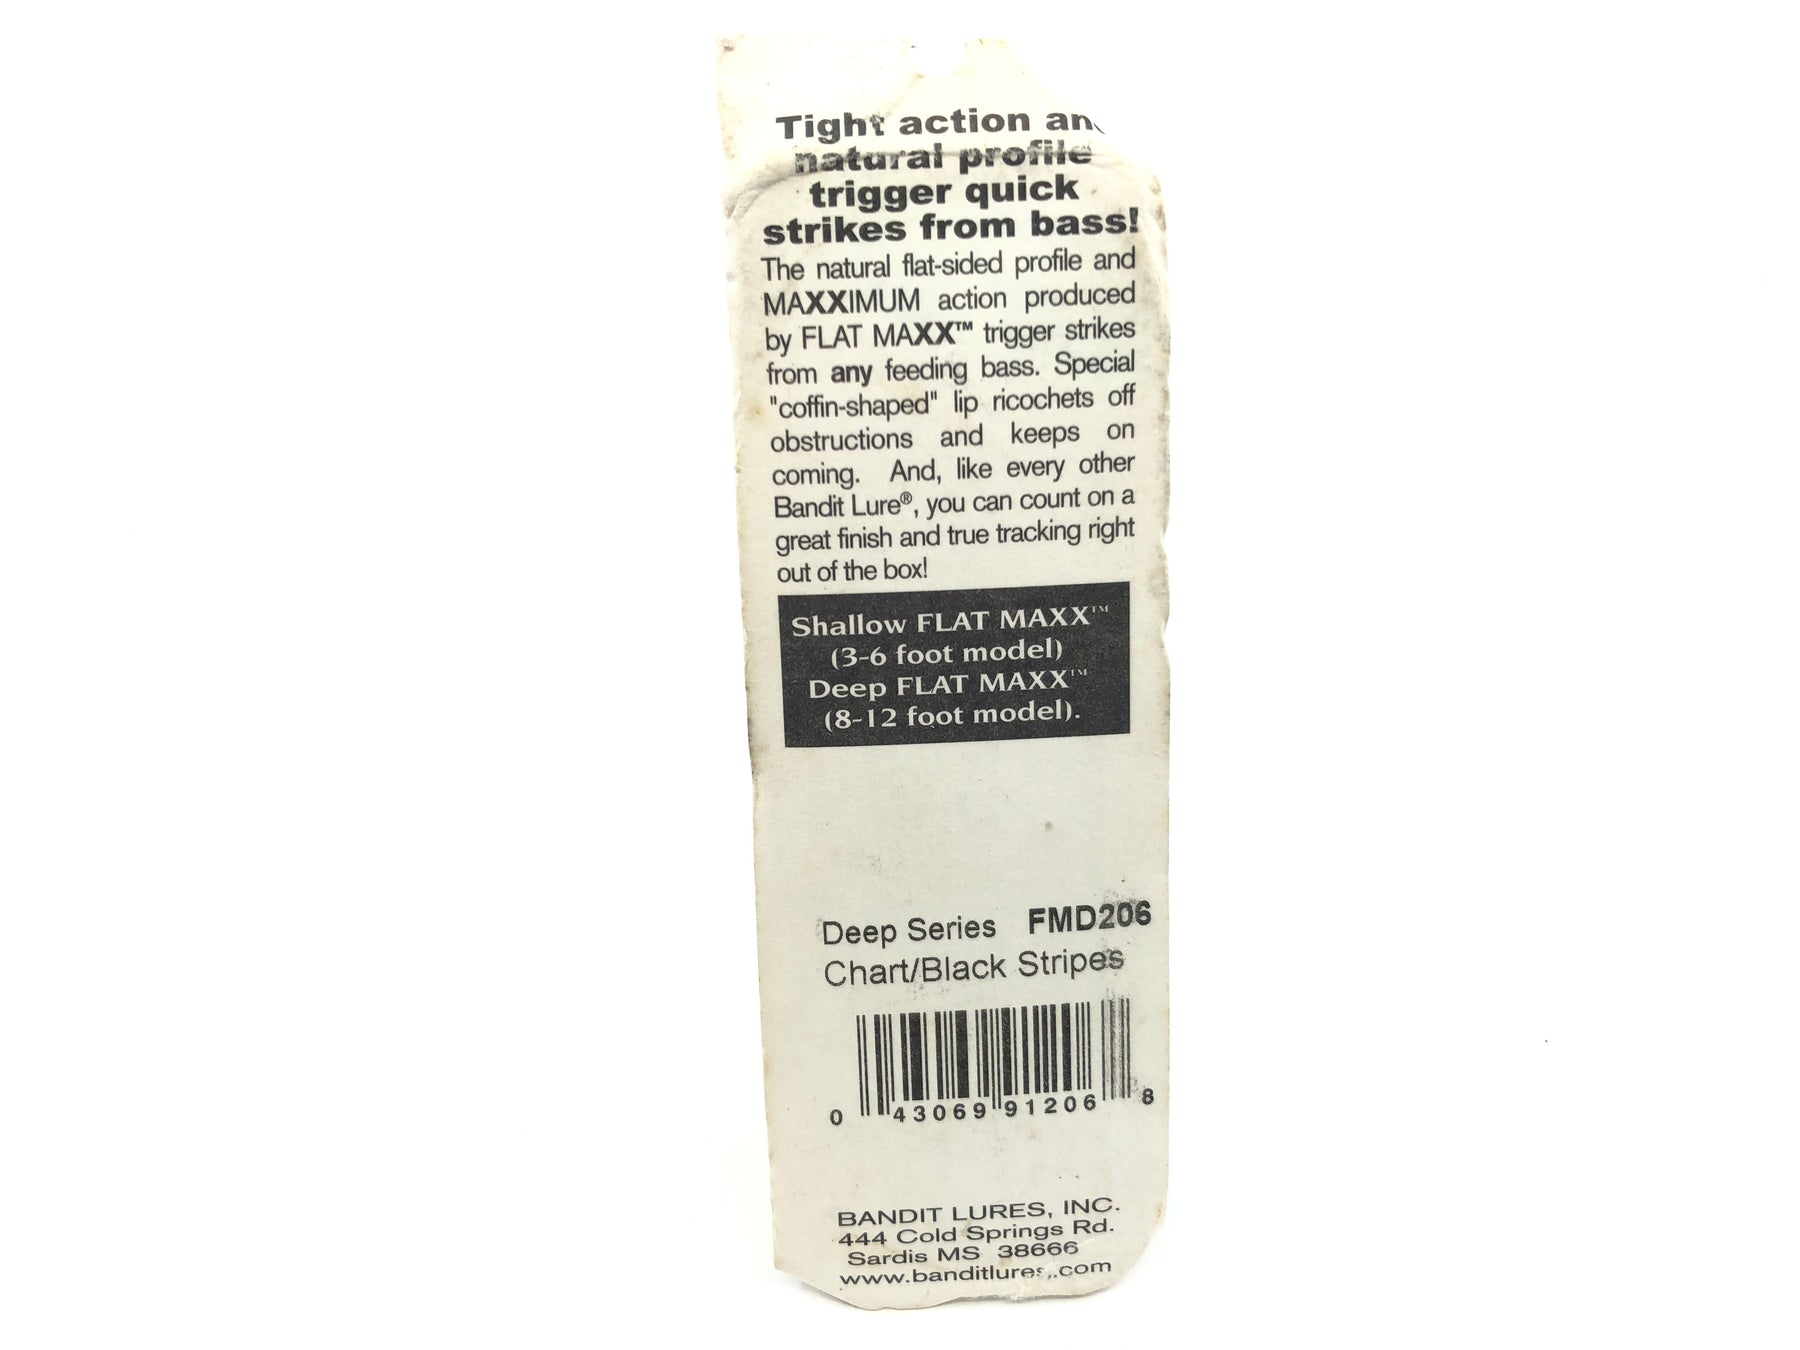 Tight action and
natural profile
trigger quick
strikes from bass!
The natural flat-sided profile and
MAXXIMUM action produced
by FLAT MAXX™ trigger strikes
from any feeding bass. Special
"coffin-shaped" lip ricochets off
obstructions and keeps on
coming. And, like every other
Bandit Lure®, you can count on a
great finish and true tracking right
out of the box!
Shallow FLAT MAXX™
(3-6 foot model)
Deep FLAT MAXX™
(8-12 foot model).
Deep Series FMD206
Chart/Black Stripes
0 43069 91206 8
BANDIT LURES, INC.
444 Cold Springs Rd.
Sardis MS 38666
www.banditlures.com